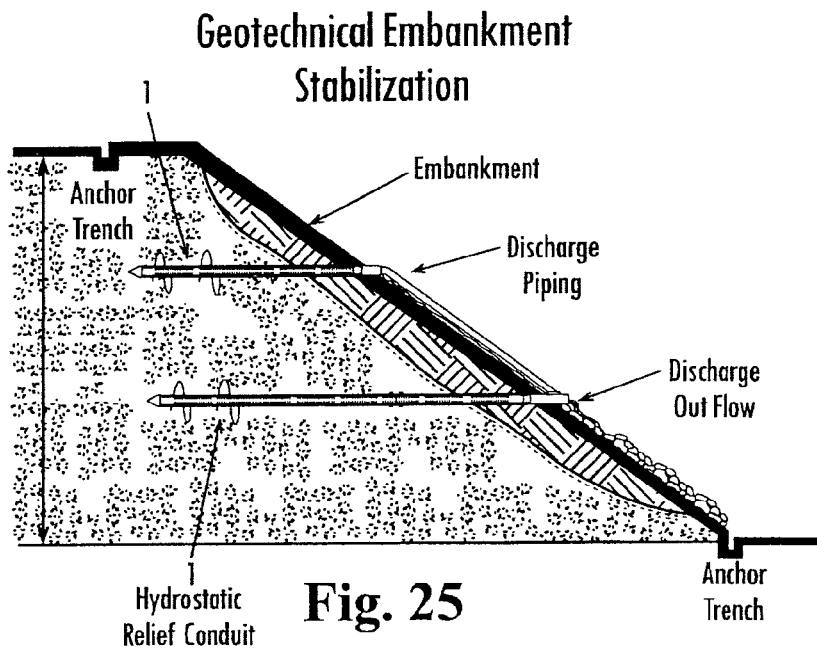 Geotechnical Embankment
Stabilization
1
Anchor
Trench
Embankment
Discharge
Piping
Discharge
Out Flow
1
Hydrostatic
Relief Conduit
Fig. 25
Anchor
Trench